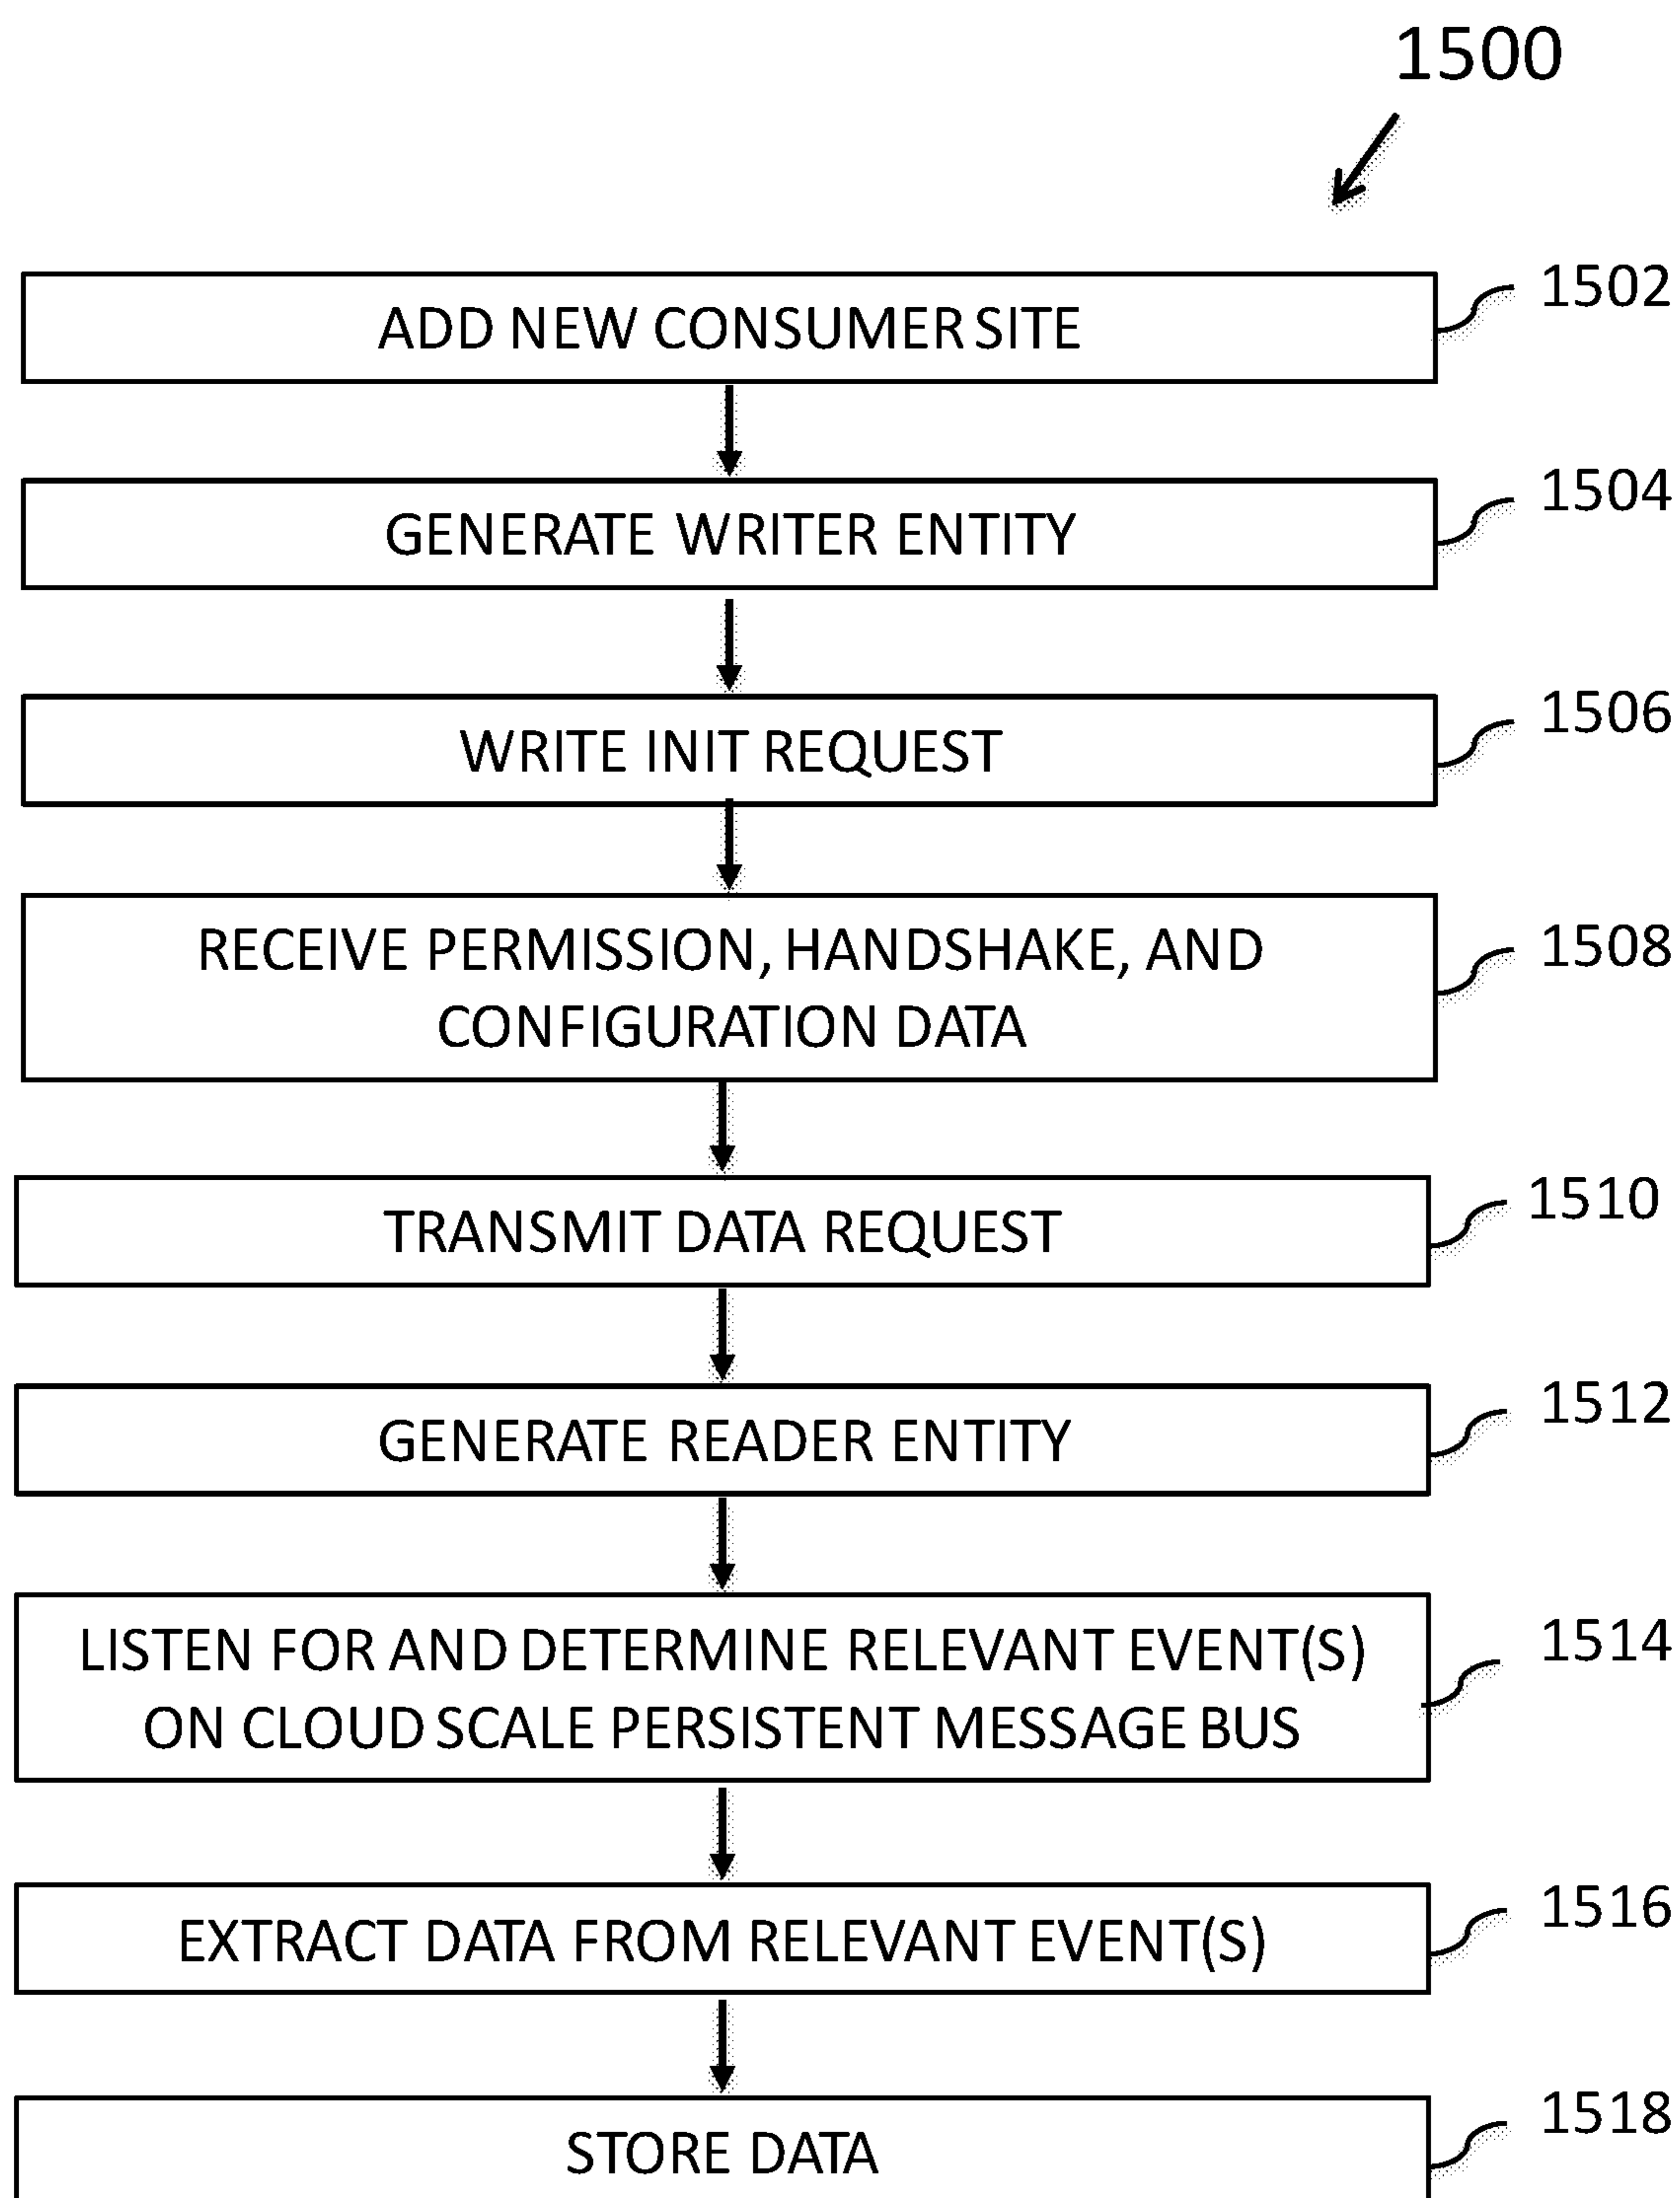 1500
ADD NEW CONSUMER SITE
1502
GENERATE WRITER ENTITY
1504
WRITE INIT REQUEST
1506
RECEIVE PERMISSION, HANDSHAKE, AND
CONFIGURATION DATA
1508
TRANSMIT DATA REQUEST
1510
GENERATE READER ENTITY
1512
LISTEN FOR AND DETERMINE RELEVANT EVENT(S)
ON CLOUD SCALE PERSISTENT MESSAGE BUS
1514
EXTRACT DATA FROM RELEVANT EVENT(S)
1516
STORE DATA
1518